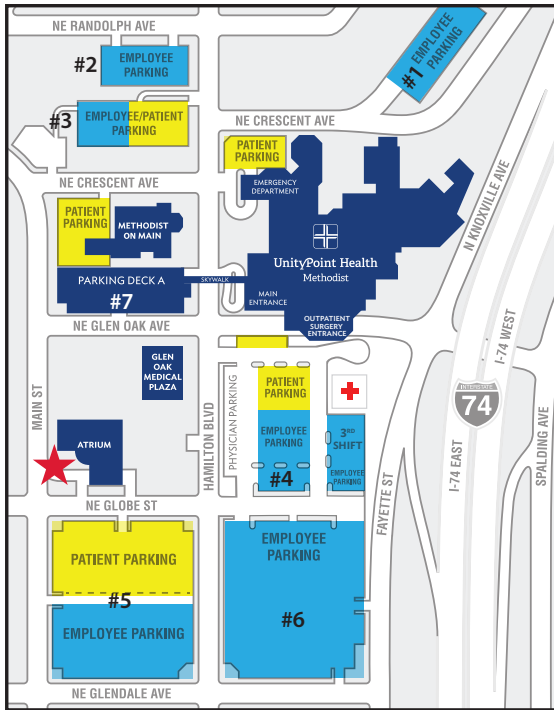 NE RANDOLPH AVE
#1 EMPLOYEE
PARKING
#2
EMPLOYEE
PARKING
#3
EMPLOYEE/PATIENT
PARKING
NE CRESCENT AVE
PATIENT
PARKING
EMERGENCY
DEPARTMENT
N KNOXVILLE AVE
NE CRESCENT AVE
PATIENT
PARKING
METHODIST
ON MAIN
UnityPoint Health
Methodist
PARKING DECK A
#7
SKYWALK
MAIN
ENTRANCE
OUTPATIENT
SURGERY
ENTRANCE
NE GLEN OAK AVE
I-74 WEST
INTERSTATE
74
GLEN
OAK
MEDICAL
PLAZA
MAIN ST
HAMILTON BLVD
PHYSICIAN PARKING
PATIENT
PARKING
EMPLOYEE
PARKING
#4
3RD
SHIFT
EMPLOYEE
PARKING
ATRIUM
I-74 EAST
SPALDING AVE
FAYETTE ST
NE GLOBE ST
PATIENT PARKING
#5
EMPLOYEE PARKING
EMPLOYEE
PARKING
#6
NE GLENDALE AVE